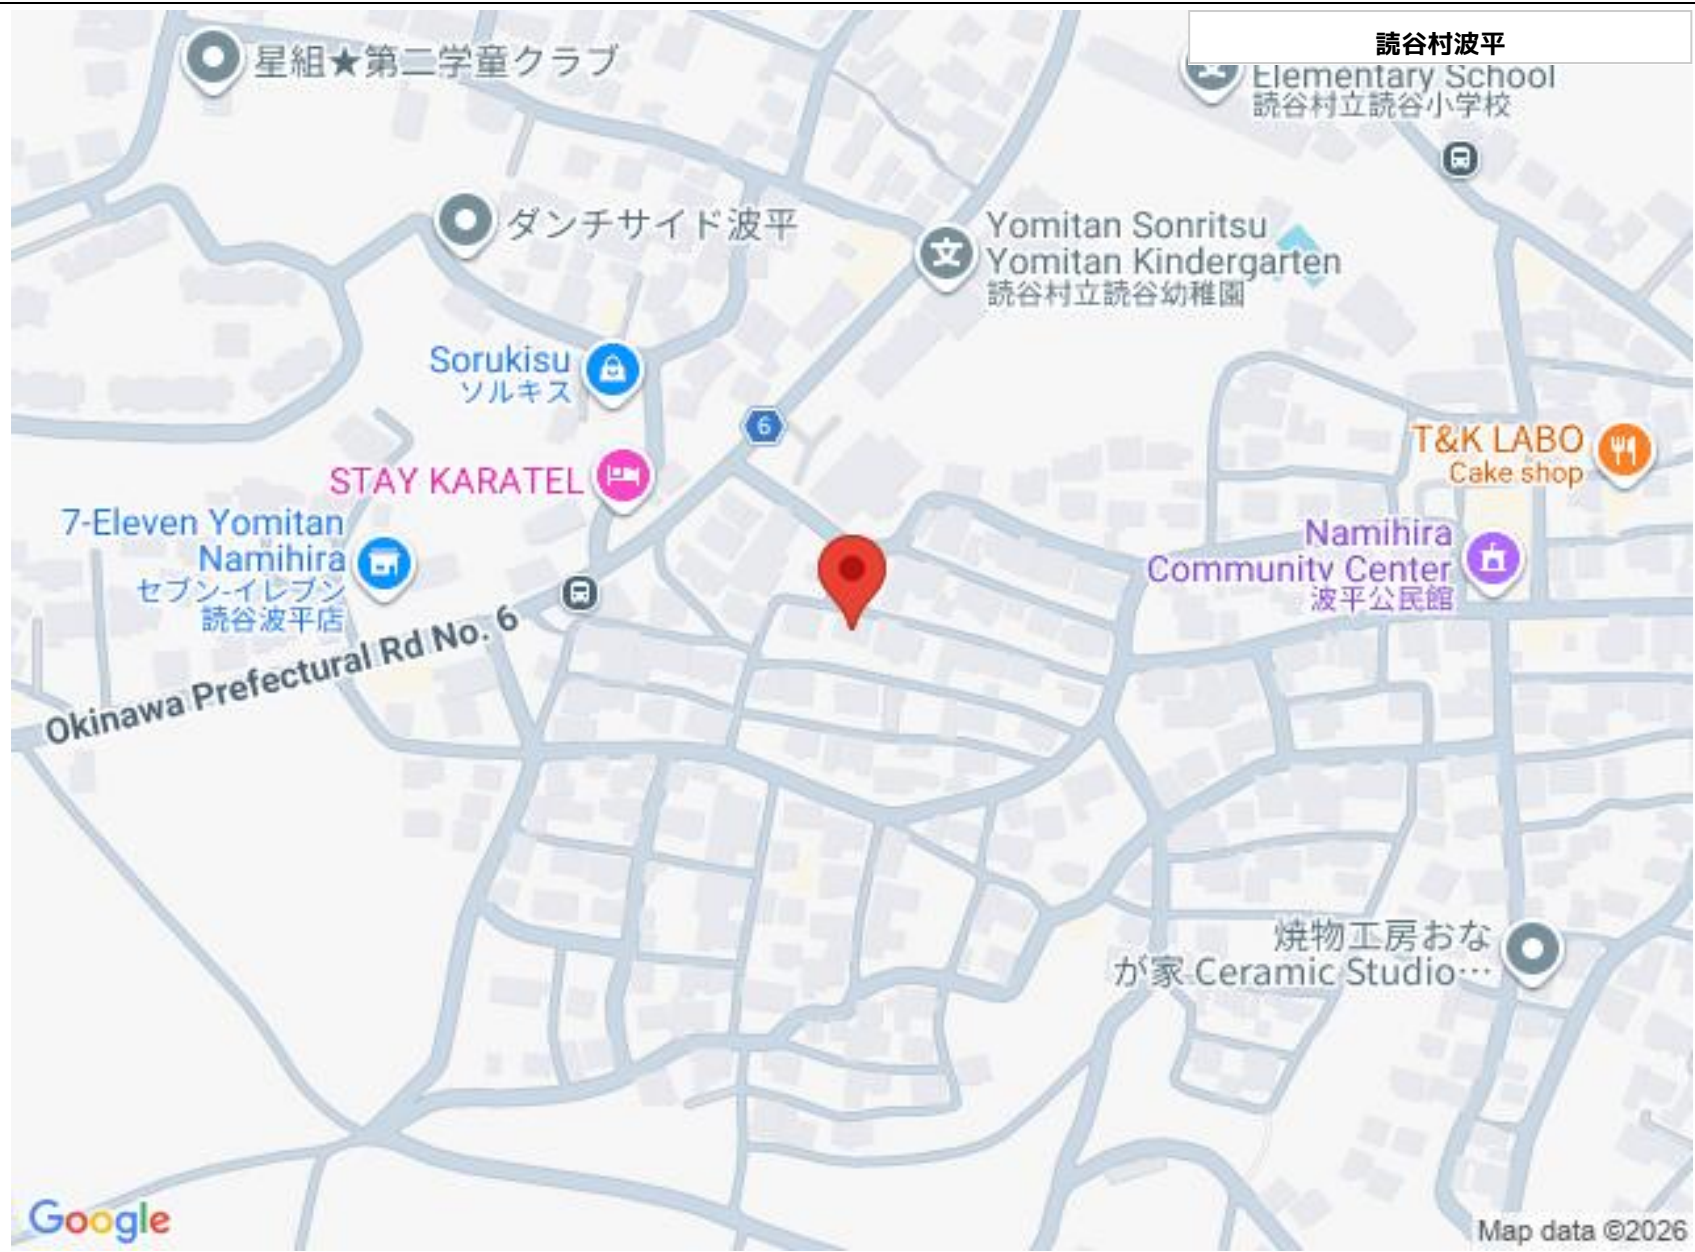 読谷村波平
星組★第二学童クラブ
Elementary School
読谷村立読谷小学校
ダンチサイド波平
Yomitan Sonritsu
Yomitan Kindergarten
読谷村立読谷幼稚園
Sorukisu
ソルキス
6
STAY KARATEL
T&K LABO
Cake shop
7-Eleven Yomitan
Namihira
セブン-イレブン
読谷波平店
Namihira
Community Center
波平公民館
Okinawa Prefectural Rd No. 6
焼物工房おな
が家 Ceramic Studio…
Google
Map data ©2026